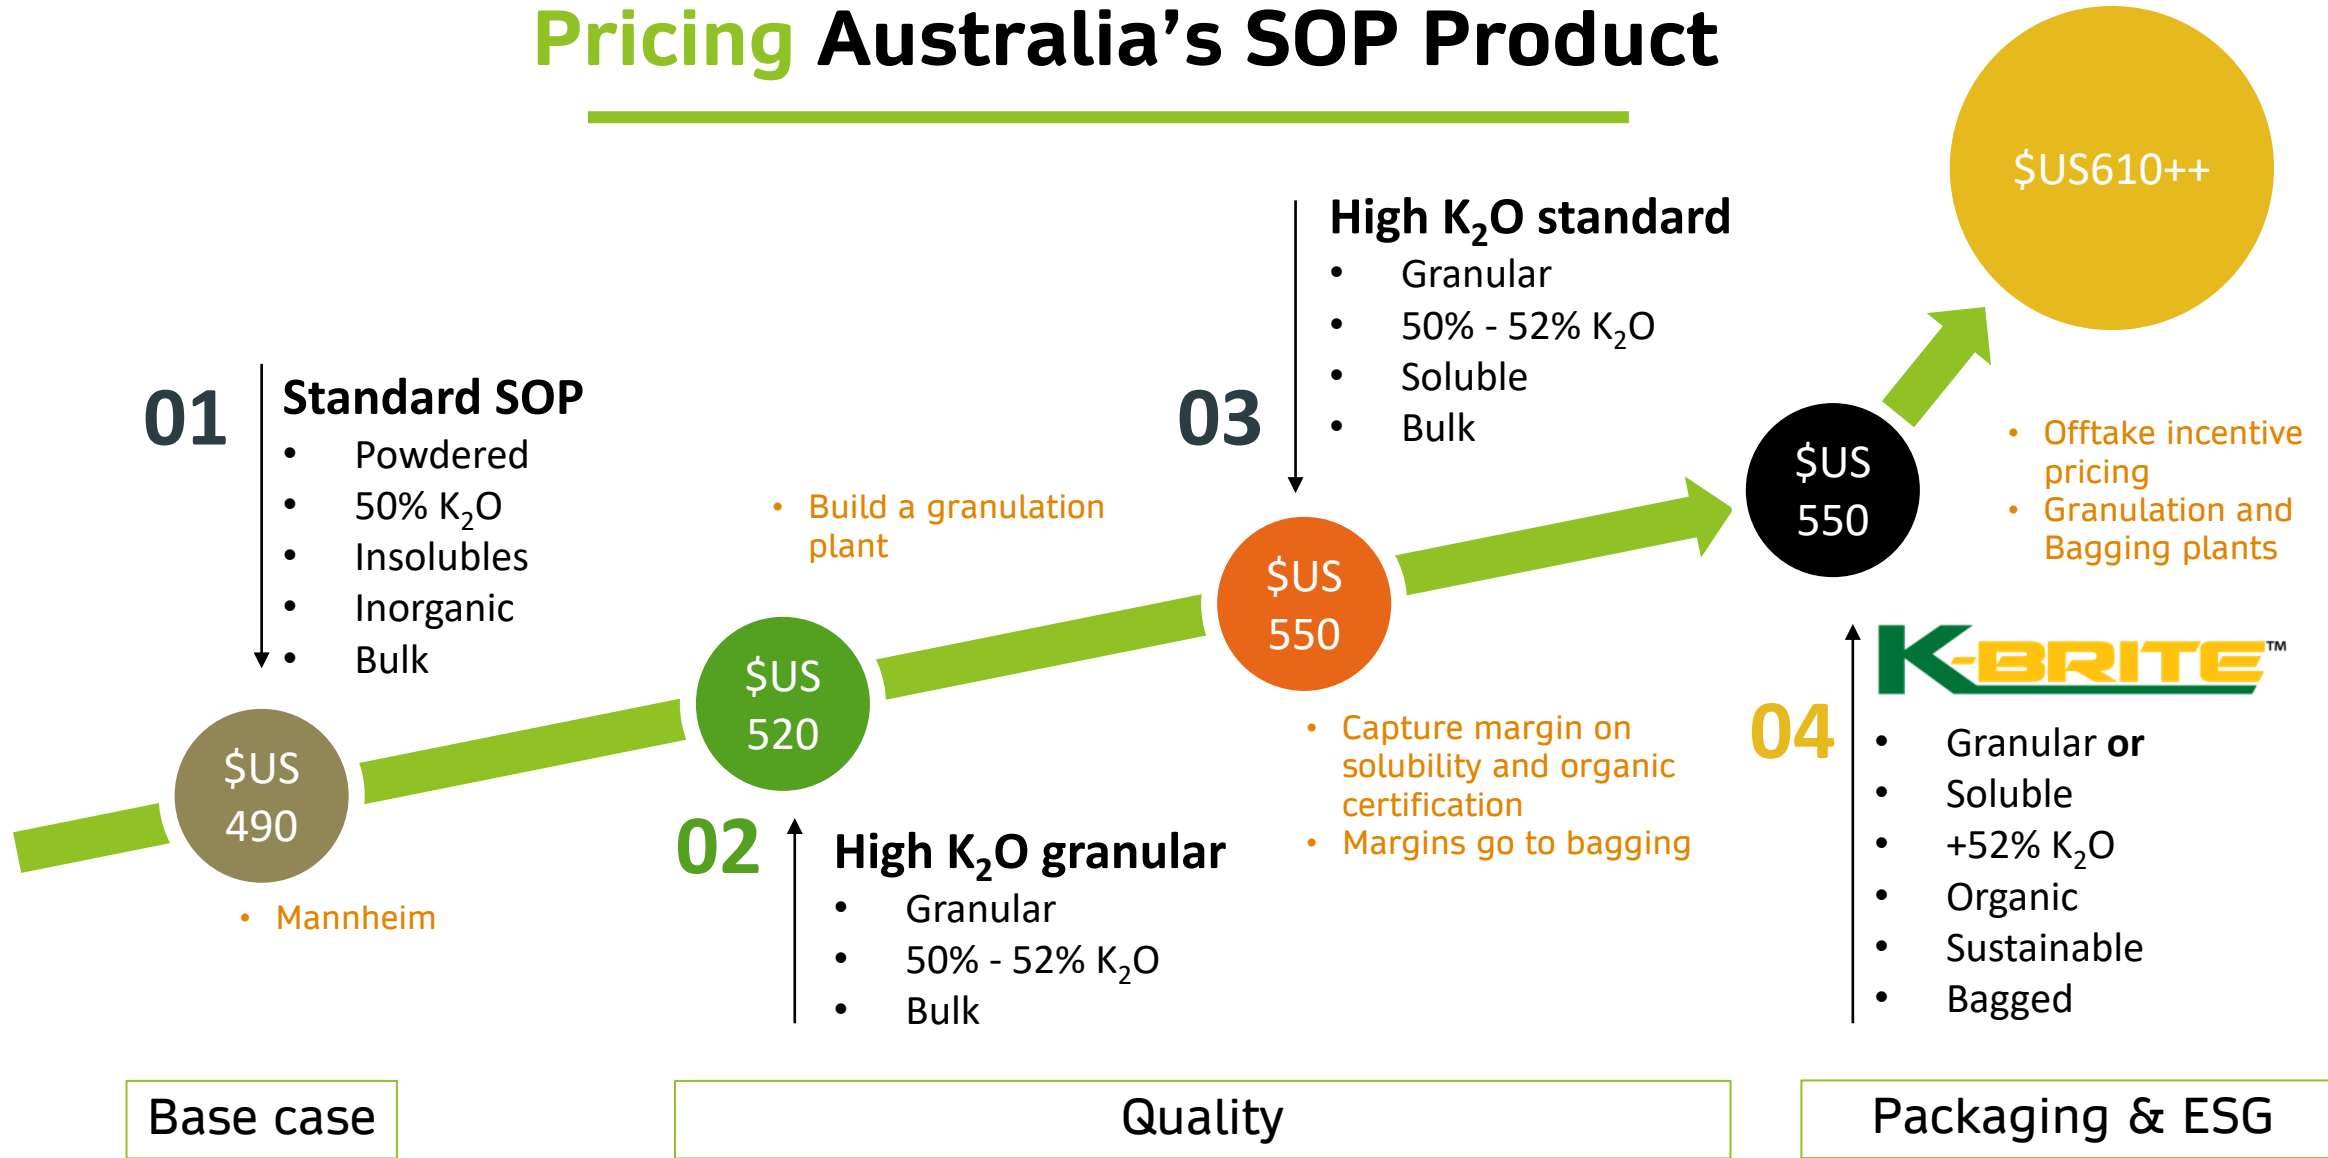 Pricing Australia’s SOP Product
01
Standard SOP
• Powdered
• 50% K₂O
• Insolubles
• Inorganic
• Bulk
$US
490
• Mannheim
• Build a granulation
plant
$US
520
02
High K₂O granular
• Granular
• 50% - 52% K₂O
• Bulk
03
High K₂O standard
• Granular
• 50% - 52% K₂O
• Soluble
• Bulk
$US
550
• Capture margin on
solubility and organic
certification
• Margins go to bagging
$US610++
$US
550
• Offtake incentive
pricing
• Granulation and
Bagging plants
K-BRITE™
04
• Granular or
• Soluble
• +52% K₂O
• Organic
• Sustainable
• Bagged
Base case
Quality
Packaging & ESG